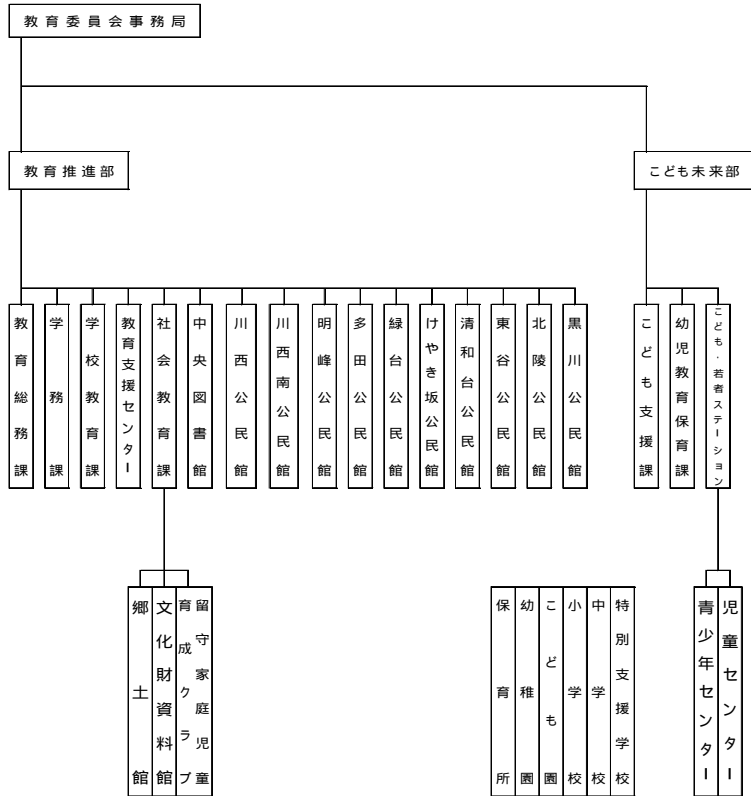 教育委員会事務局
教育推進部
こども未来部
教育総務課
学務課
学校教育課
教育支援センター
社会教育課
中央図書館
川西公民館
川西南公民館
明峰公民館
多田公民館
緑台公民館
けやき坂公民館
清和台公民館
東谷公民館
北陵公民館
黒川公民館
こども支援課
幼児教育保育課
こども・若者ステーション
郷土館
文化財資料館
留守家庭児童
育成クラブ
保育所
幼稚園
こども園
小学校
中学校
特別支援学校
青少年センター
児童センター